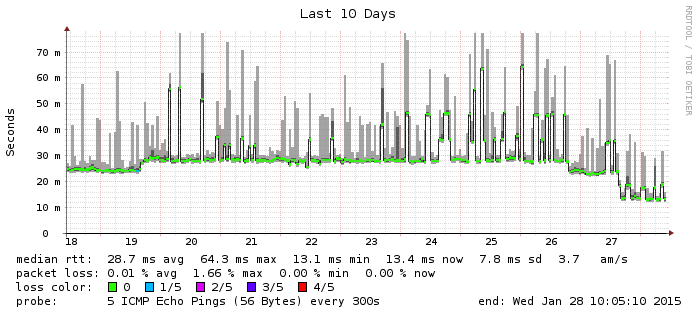 Last 10 Days
RRDTOOL / TOBI OETIKER
Seconds
70 m
60 m
50 m
40 m
30 m
20 m
10 m
0
18 19 20 21 22 23 24 25 26 27
median rtt: 28.7 ms avg 64.3 ms max 13.1 ms min 13.4 ms now 7.8 ms sd 3.7 am/s
packet loss: 0.01 % avg 1.66 % max 0.00 % min 0.00 % now
loss color: 0 1/5 2/5 3/5 4/5
probe: 5 ICMP Echo Pings (56 Bytes) every 300s end: Wed Jan 28 10:05:10 2015